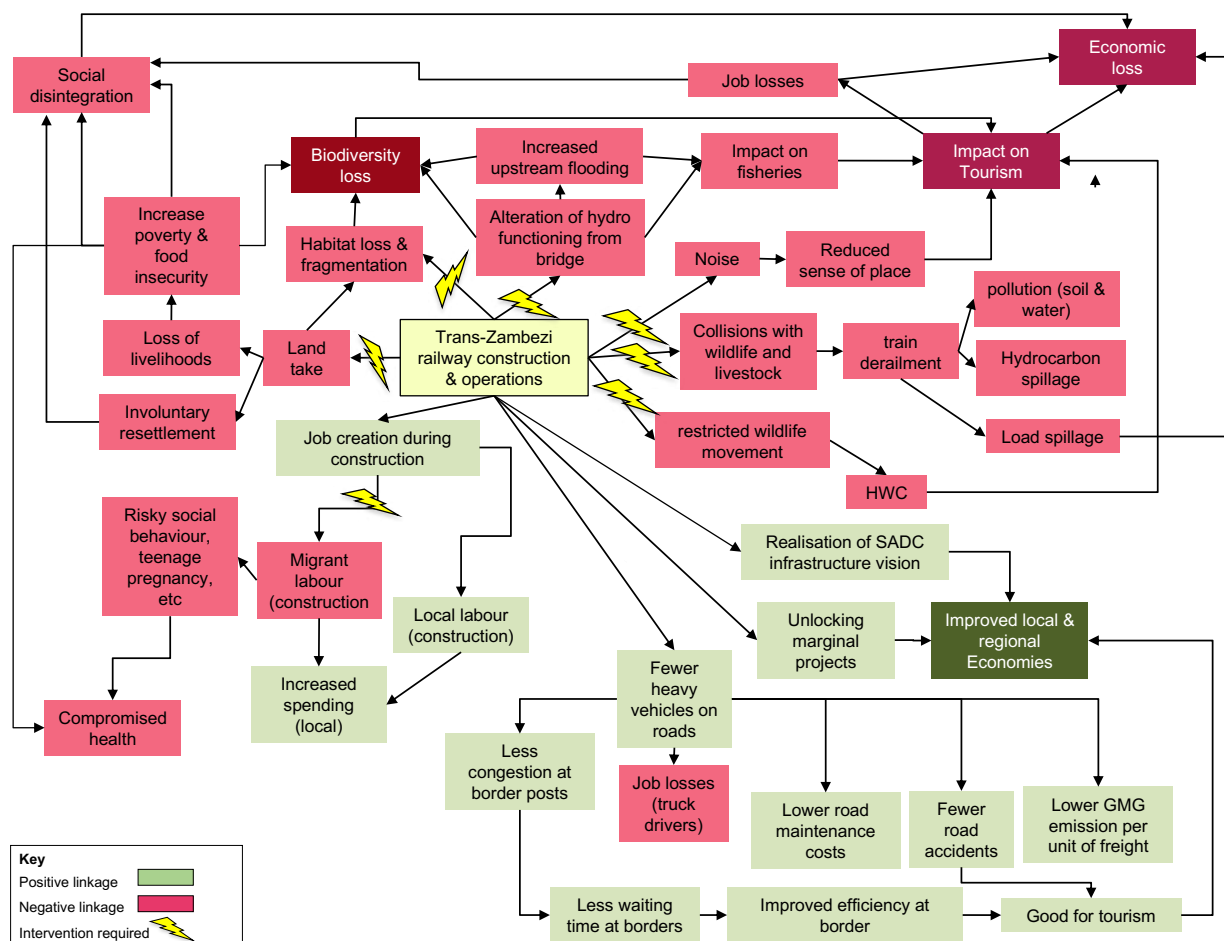 Social
disintegration
Job losses
Economic
loss
Biodiversity
loss
Increased
upstream flooding
Impact on
fisheries
Impact on
Tourism
Increase
poverty &
food
insecurity
Habitat loss &
fragmentation
Alteration of hydro
functioning from
bridge
Noise
Reduced
sense of place
pollution (soil &
water)
Loss of
livelihoods
Land
take
Trans-Zambezi
railway construction
& operations
Collisions with
wildlife and
livestock
train
derailment
Hydrocarbon
spillage
Involuntary
resettlement
Job creation during
construction
restricted wildlife
movement
Load spillage
HWC
Risky social
behaviour,
teenage
pregnancy,
etc
Migrant
labour
(construction
Local labour
(construction)
Realisation of SADC
infrastructure vision
Unlocking
marginal
projects
Improved local &
regional
Economies
Increased
spending
(local)
Fewer
heavy
vehicles on
roads
Compromised
health
Less
congestion at
border posts
Job losses
(truck
drivers)
Lower road
maintenance
costs
Fewer
road
accidents
Lower GMG
emission per
unit of freight
Less waiting
time at borders
Improved efficiency at
border
Good for tourism
Key
Positive linkage
Negative linkage
Intervention required